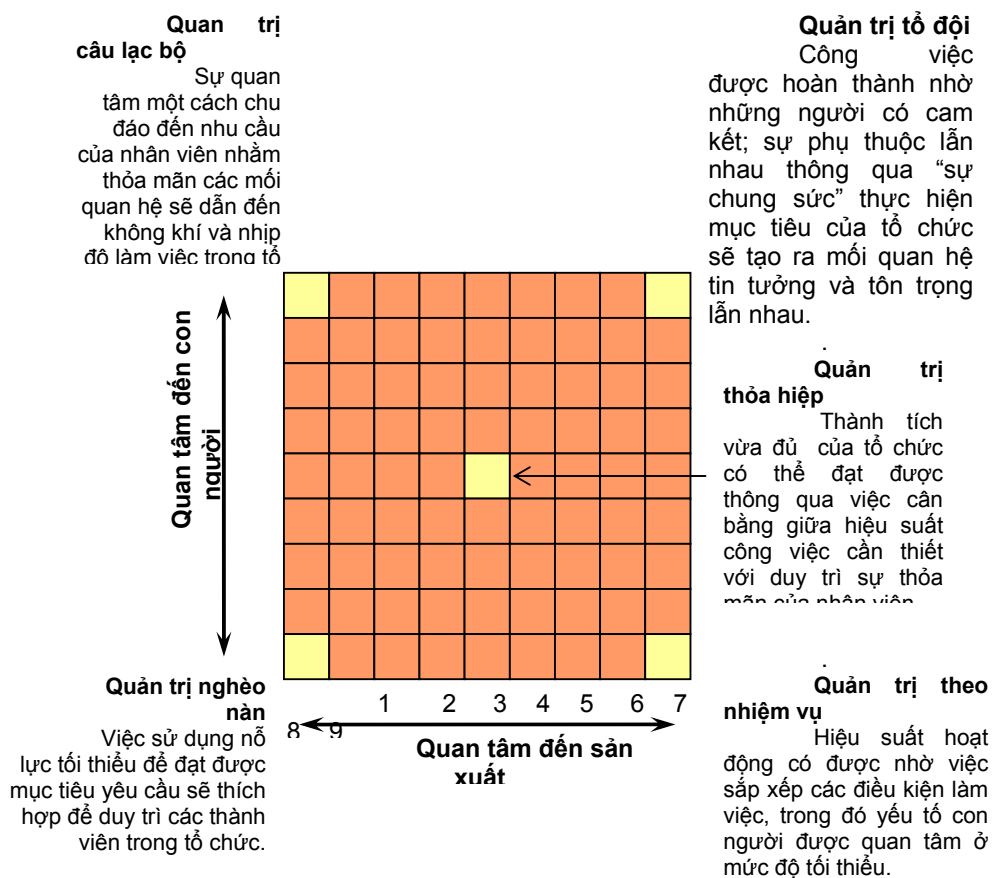 Quan trị
câu lạc bộ
Sự quan
tâm một cách chu
đáo đến nhu cầu
của nhân viên nhằm
thỏa mãn các mối
quan hệ sẽ dẫn đến
không khí và nhịp
độ làm việc trong tổ
Quản trị tổ đội
Công việc
được hoàn thành nhờ
những người có cam
kết; sự phụ thuộc lẫn
nhau thông qua “sự
chung sức” thực hiện
mục tiêu của tổ chức
sẽ tạo ra mối quan hệ
tin tưởng và tôn trọng
lẫn nhau.
Quan tâm đến con
người
.
Quản trị
thỏa hiệp
Thành tích
vừa đủ của tổ chức
có thể đạt được
thông qua việc cân
bằng giữa hiệu suất
công việc cần thiết
với duy trì sự thỏa
mãn của nhân viên
Quản trị nghèo
nàn
Việc sử dụng nỗ
lực tối thiểu để đạt được
mục tiêu yêu cầu sẽ thích
hợp để duy trì các thành
viên trong tổ chức.
1 2 3 4 5 6 7
8 9
Quan tâm đến sản
xuất
.
Quản trị theo
nhiệm vụ
Hiệu suất hoạt
động có được nhờ việc
sắp xếp các điều kiện làm
việc, trong đó yếu tố con
người được quan tâm ở
mức độ tối thiểu.